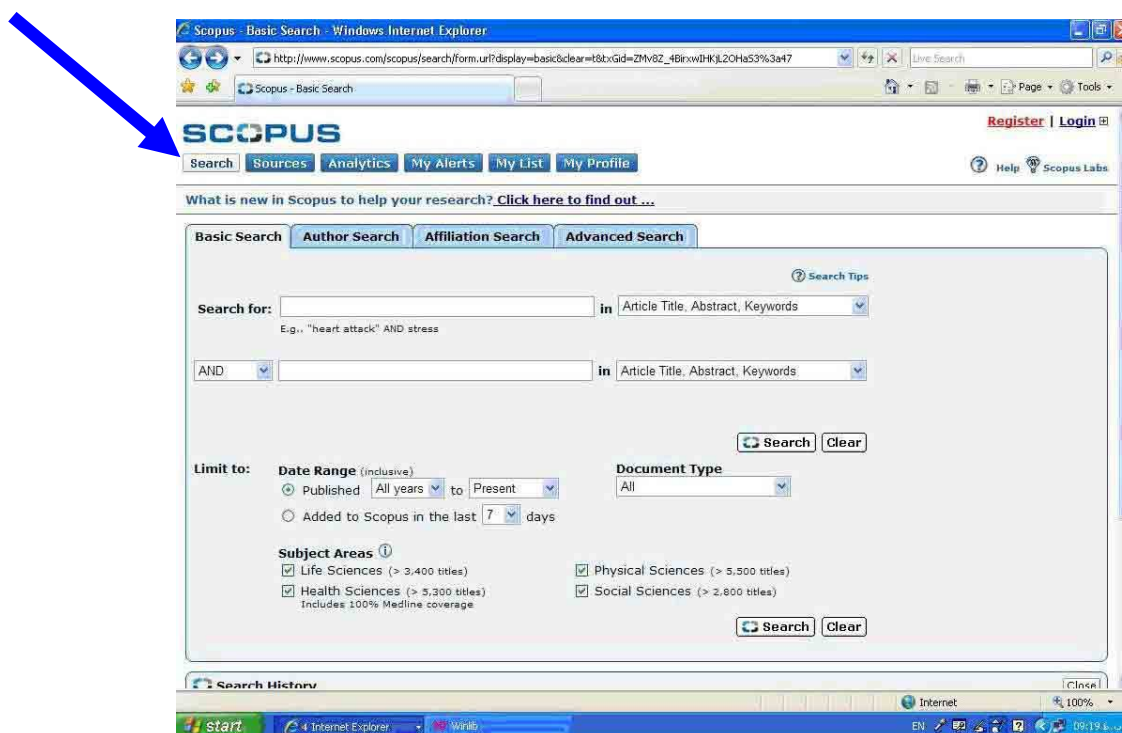 Scopus - Basic Search - Windows Internet Explorer
http://www.scopus.com/scopus/search/form.url?display=basic&clear=t&txGid=ZMv8Z_4BirxwIHKjL2OHa53%3a47 Live Search
Scopus - Basic Search Page Tools
SCOPUS Register | Login
Search Sources Analytics My Alerts My List My Profile Help Scopus Labs
What is new in Scopus to help your research? Click here to find out ...
Basic Search Author Search Affiliation Search Advanced Search
Search Tips
Search for: in Article Title, Abstract, Keywords
E.g., "heart attack" AND stress
AND in Article Title, Abstract, Keywords
Search Clear
Limit to: Date Range (inclusive) Document Type
Published All years to Present All
Added to Scopus in the last 7 days
Subject Areas
Life Sciences (> 3,400 titles) Physical Sciences (> 5,500 titles)
Health Sciences (> 5,300 titles) Social Sciences (> 2,800 titles)
Includes 100% Medline coverage
Search Clear
Search History Close
Internet 100%
start 4 Internet Explorer Winlib EN 09:19